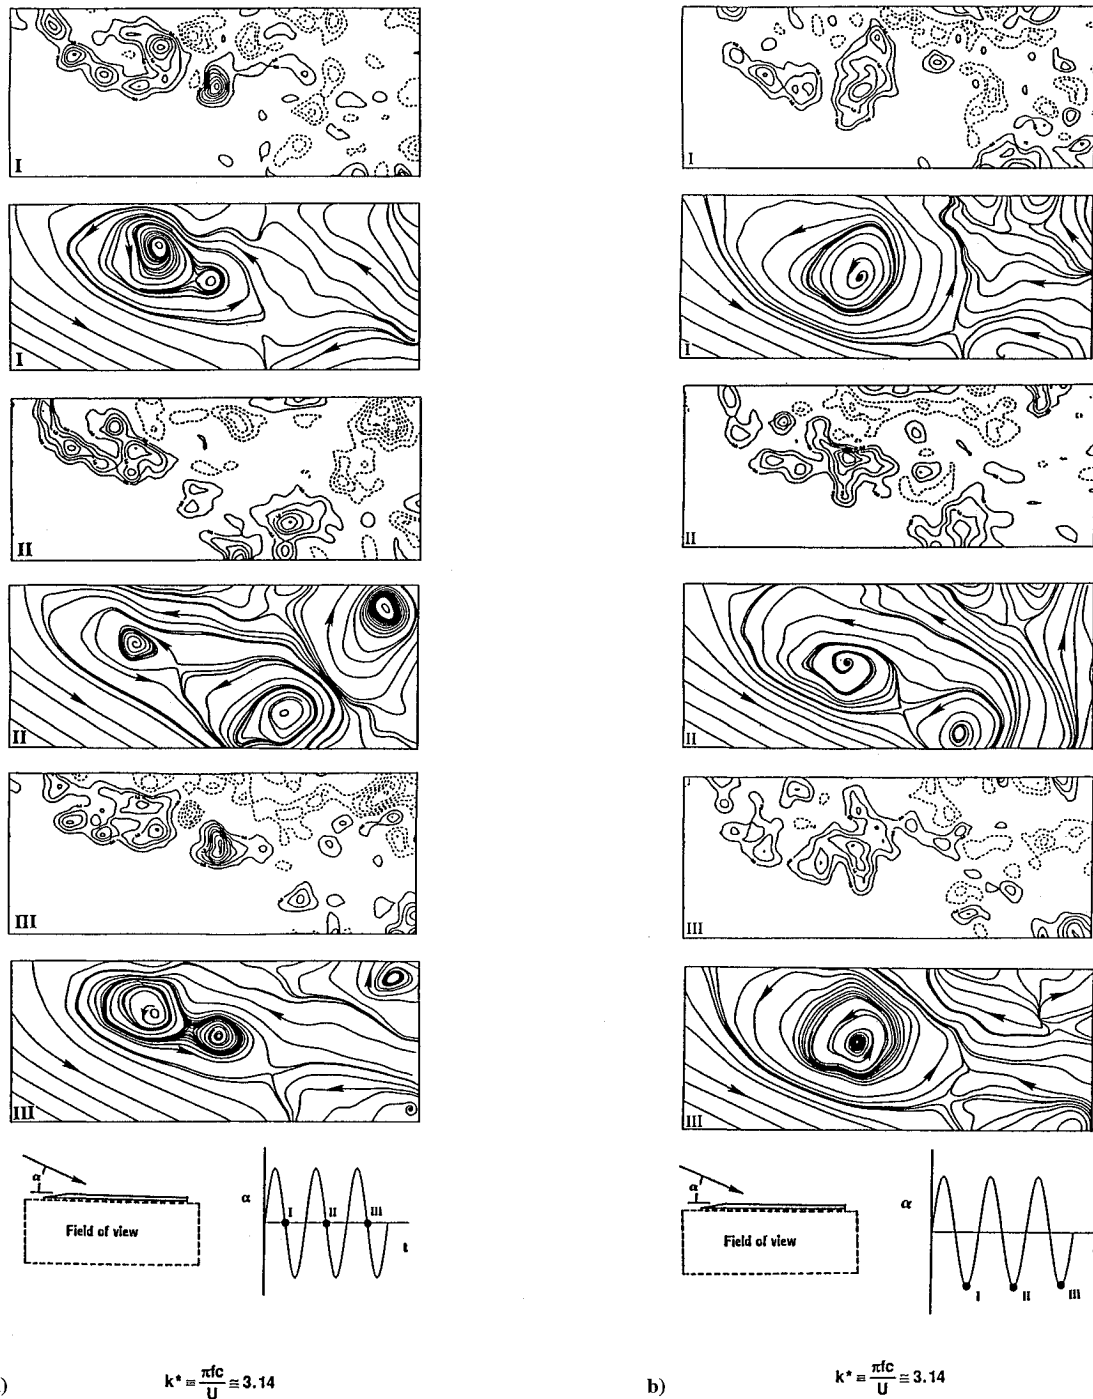 I
I
II
II
III
III
α
Field of view
α
I
II
III
t
k* ≡ πfc/U ≅ 3.14
)
I
I
II
II
III
III
α
Field of view
α
I
II
III
b)
k* ≡ πfc/U ≅ 3.14